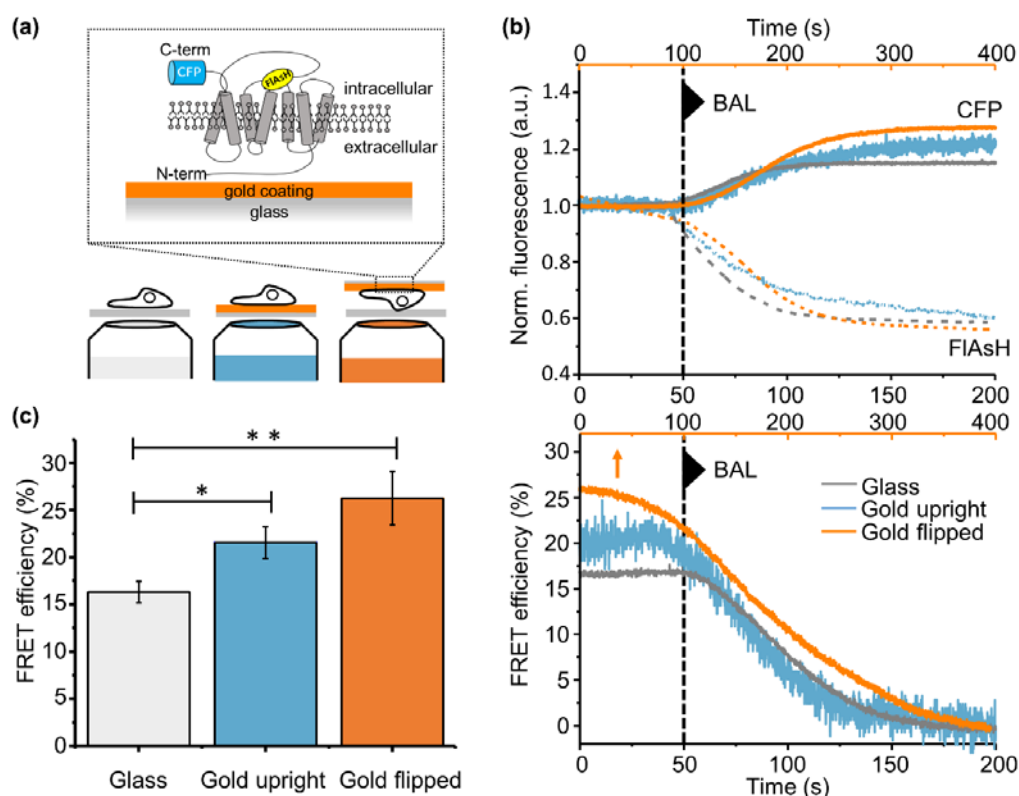 (a)
C-term
CFP
FlAsH
intracellular
extracellular
N-term
gold coating
glass
(b)
Time (s)
0 100 200 300 400
BAL
CFP
FlAsH
Norm. fluorescence (a.u.)
1.4
1.2
1.0
0.8
0.6
0.4
0 50 100 150 200
0 100 200 300 400
BAL
Glass
Gold upright
Gold flipped
FRET efficiency (%)
30
25
20
15
10
5
0
0 50 100 150 200
Time (s)
(c)
FRET efficiency (%)
30
25
20
15
10
5
0
* *
*
Glass Gold upright Gold flipped